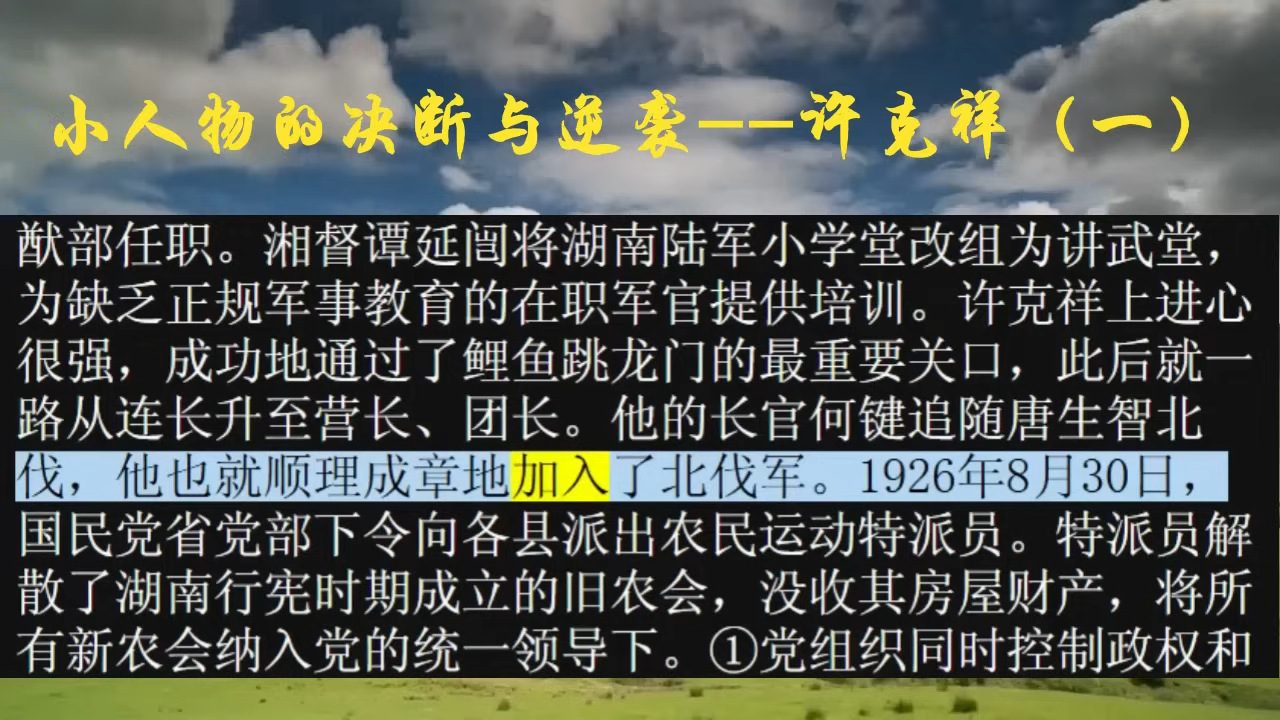 小人物的决断与逆袭--许克祥（一）
猷部任职。湘督谭延闿将湖南陆军小学堂改组为讲武堂，
为缺乏正规军事教育的在职军官提供培训。许克祥上进心
很强，成功地通过了鲤鱼跳龙门的最重要关口，此后就一
路从连长升至营长、团长。他的长官何键追随唐生智北
伐，他也就顺理成章地加入了北伐军。1926年8月30日，
国民党省党部下令向各县派出农民运动特派员。特派员解
散了湖南行宪时期成立的旧农会，没收其房屋财产，将所
有新农会纳入党的统一领导下。①党组织同时控制政权和